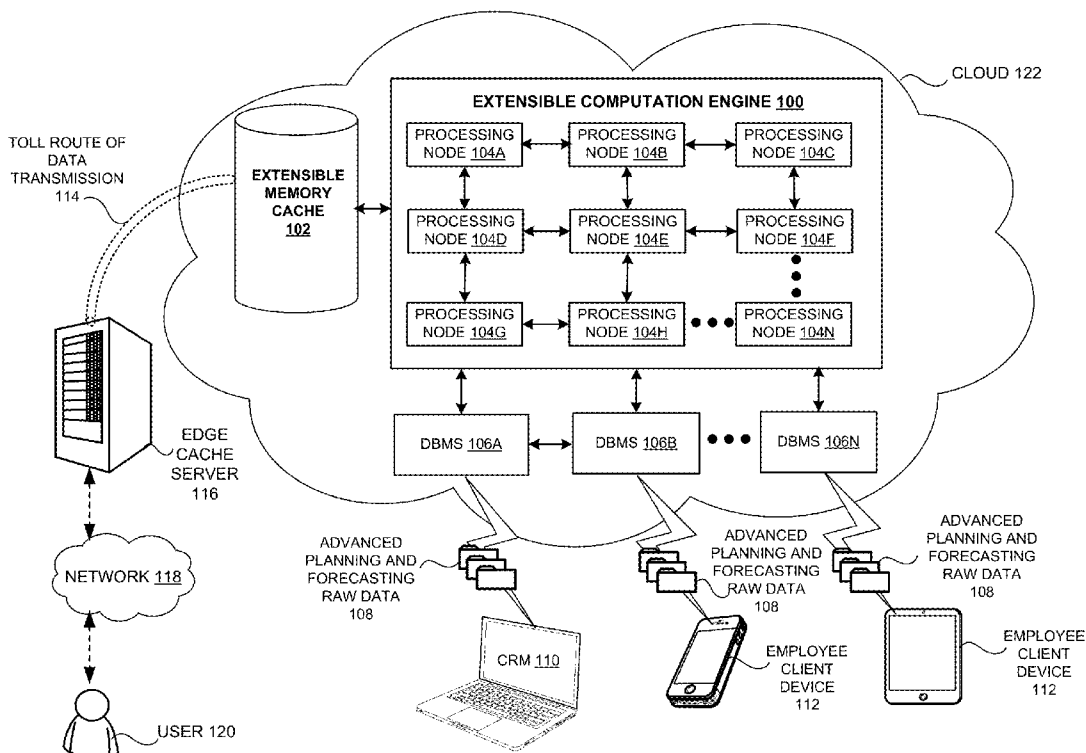 CLOUD 122
EXTENSIBLE COMPUTATION ENGINE 100
PROCESSING
NODE 104A
PROCESSING
NODE 104B
PROCESSING
NODE 104C
TOLL ROUTE OF
DATA
TRANSMISSION
114
EXTENSIBLE
MEMORY
CACHE
102
PROCESSING
NODE 104D
PROCESSING
NODE 104E
PROCESSING
NODE 104F
PROCESSING
NODE 104G
PROCESSING
NODE 104H
PROCESSING
NODE 104N
DBMS 106A
DBMS 106B
DBMS 106N
EDGE
CACHE
SERVER
116
ADVANCED
PLANNING AND
FORECASTING
RAW DATA
108
ADVANCED
PLANNING AND
FORECASTING
RAW DATA
108
ADVANCED
PLANNING AND
FORECASTING
RAW DATA
108
NETWORK 118
CRM 110
EMPLOYEE
CLIENT
DEVICE
112
EMPLOYEE
CLIENT
DEVICE
112
USER 120